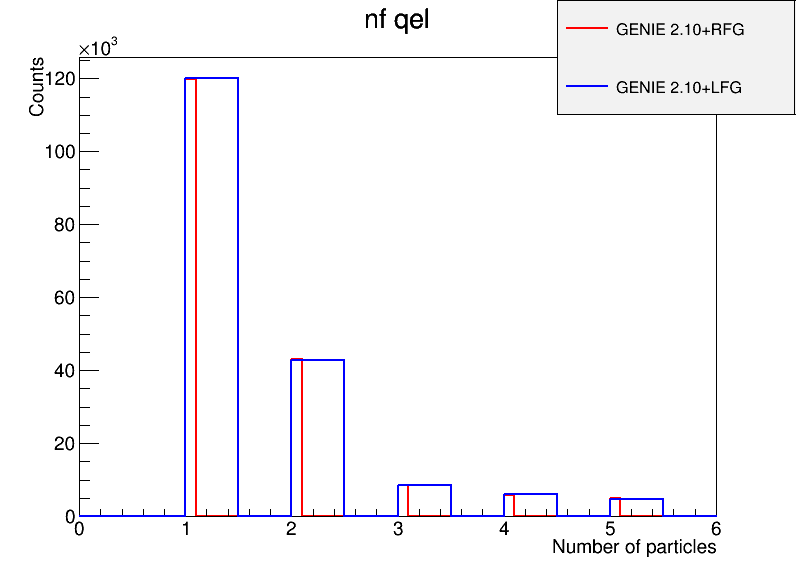 nf qel
GENIE 2.10+RFG
GENIE 2.10+LFG
×10³
Counts
120
100
80
60
40
20
0
0 1 2 3 4 5 6
Number of particles